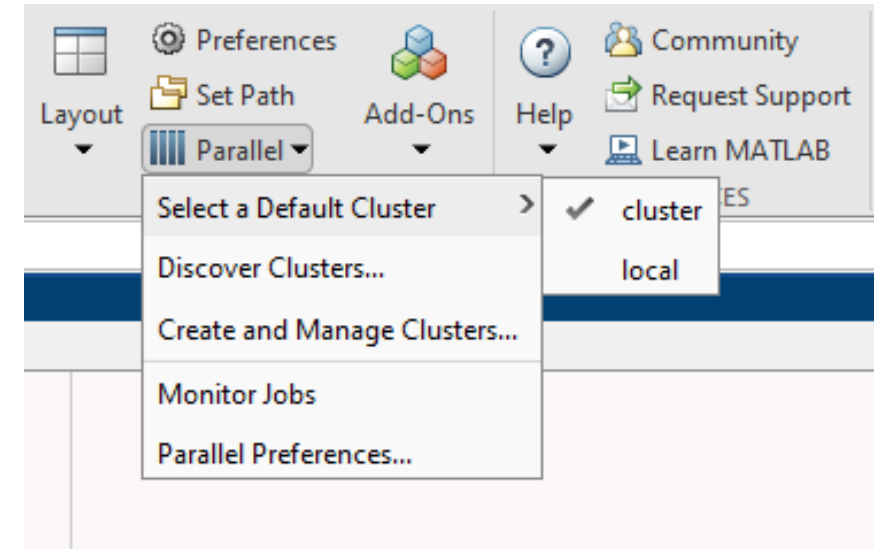 Preferences
Community
Set Path
Request Support
Layout
Add-Ons
Help
Parallel
Learn MATLAB
Select a Default Cluster
cluster
ES
Discover Clusters...
local
Create and Manage Clusters...
Monitor Jobs
Parallel Preferences...